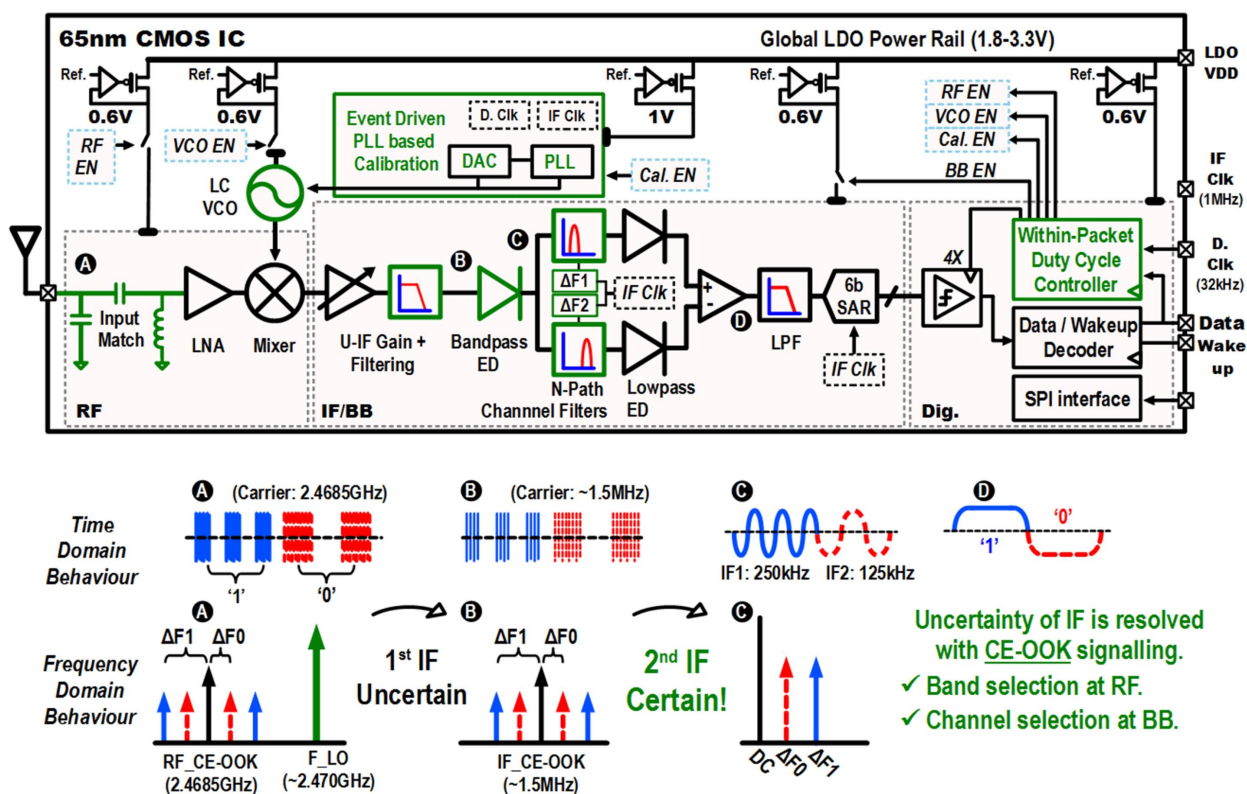 65nm CMOS IC
Global LDO Power Rail (1.8-3.3V)
LDO
VDD
Ref.
0.6V
Ref.
0.6V
Ref.
1V
Ref.
0.6V
Ref.
0.6V
RF
EN
VCO EN
Event Driven
PLL based
Calibration
D. Clk
IF Clk
DAC
PLL
Cal. EN
RF EN
VCO EN
Cal. EN
BB EN
IF
Clk
(1MHz)
LC
VCO
A
Input
Match
LNA
Mixer
RF
U-IF Gain +
Filtering
B
Bandpass
ED
C
ΔF1
ΔF2
IF Clk
N-Path
Channnel Filters
Lowpass
ED
+
-
D
LPF
6b
SAR
IF Clk
IF/BB
4X
Within-Packet
Duty Cycle
Controller
Data / Wakeup
Decoder
SPI interface
Dig.
D.
Clk
(32kHz)
Data
Wake
up
Time
Domain
Behaviour
A
(Carrier: 2.4685GHz)
'1'
'0'
B
(Carrier: ~1.5MHz)
C
IF1: 250kHz
IF2: 125kHz
D
'1'
'0'
Frequency
Domain
Behaviour
A
ΔF1
ΔF0
RF_CE-OOK
(2.4685GHz)
F_LO
(~2.470GHz)
1st IF
Uncertain
B
ΔF1
ΔF0
IF_CE-OOK
(~1.5MHz)
2nd IF
Certain!
C
DC
ΔF0
ΔF1
Uncertainty of IF is resolved
with CE-OOK signalling.
✓ Band selection at RF.
✓ Channel selection at BB.